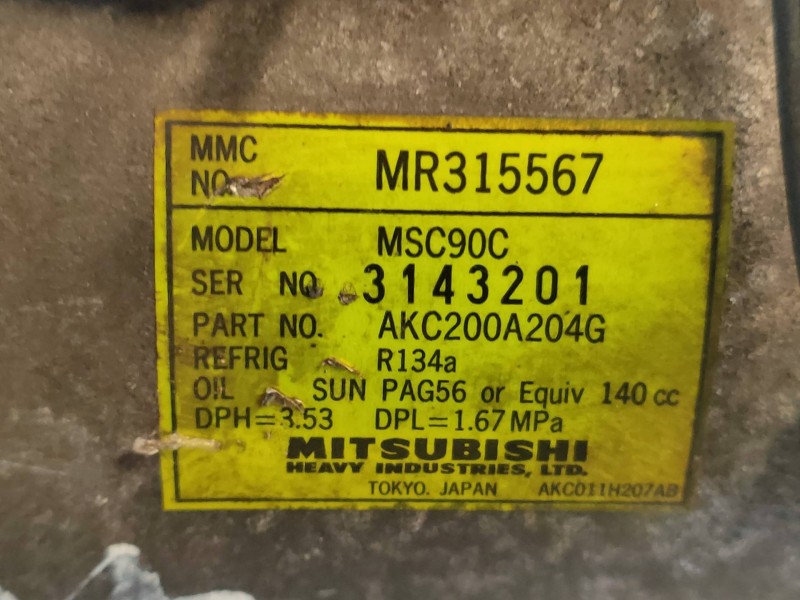 MMC
NO. MR315567
MODEL MSC90C
SER NO. 3143201
PART NO. AKC200A204G
REFRIG R134a
OIL SUN PAG56 or Equiv 140 cc
DPH=3.53 DPL=1.67 MPa
MITSUBISHI
HEAVY INDUSTRIES, LTD.
TOKYO. JAPAN AKC011H207AB